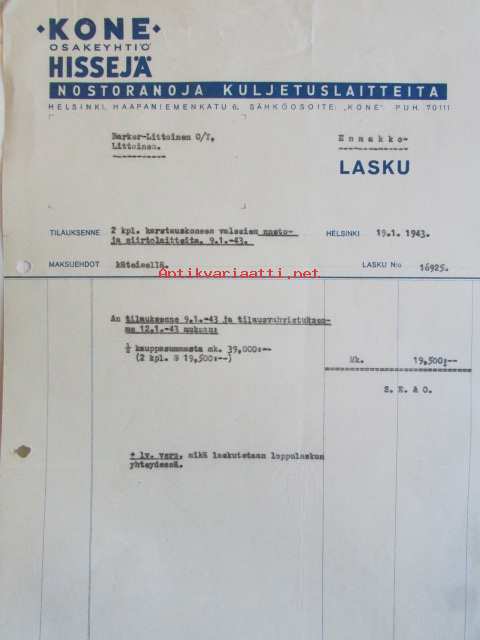 KONE
OSAKEYHTIÖ
HISSEJÄ
NOSTORANOJA KULJETUSLAITTEITA
HELSINKI, HAAPANIEMENKATU 6. SÄHKÖOSOITE: „KONE” PUH. 70111
Barker-Littoinen O/Y,
Littoinen.
Ennakko-
LASKU
TILAUKSENNE 2 kpl. karstauskoneen valssien nosto-
ja siirtolaitteita. 9.1.-43.
HELSINKI 19.1. 1943.
MAKSUEHDOT käteisellä.
LASKU N:o 16925.
Antikvariaatti.net
An tilauksenne 9.1.-43 ja tilausvahvistuksem-
me 12.1.-43 mukaan:
½ kauppasummasta mk. 39,000:--
(2 kpl. @ 19,500:--)
Mk. 19,500:--
S. E. & O.
+ lv. vero, mikä laskutetaan loppulaskun
yhteydessä.